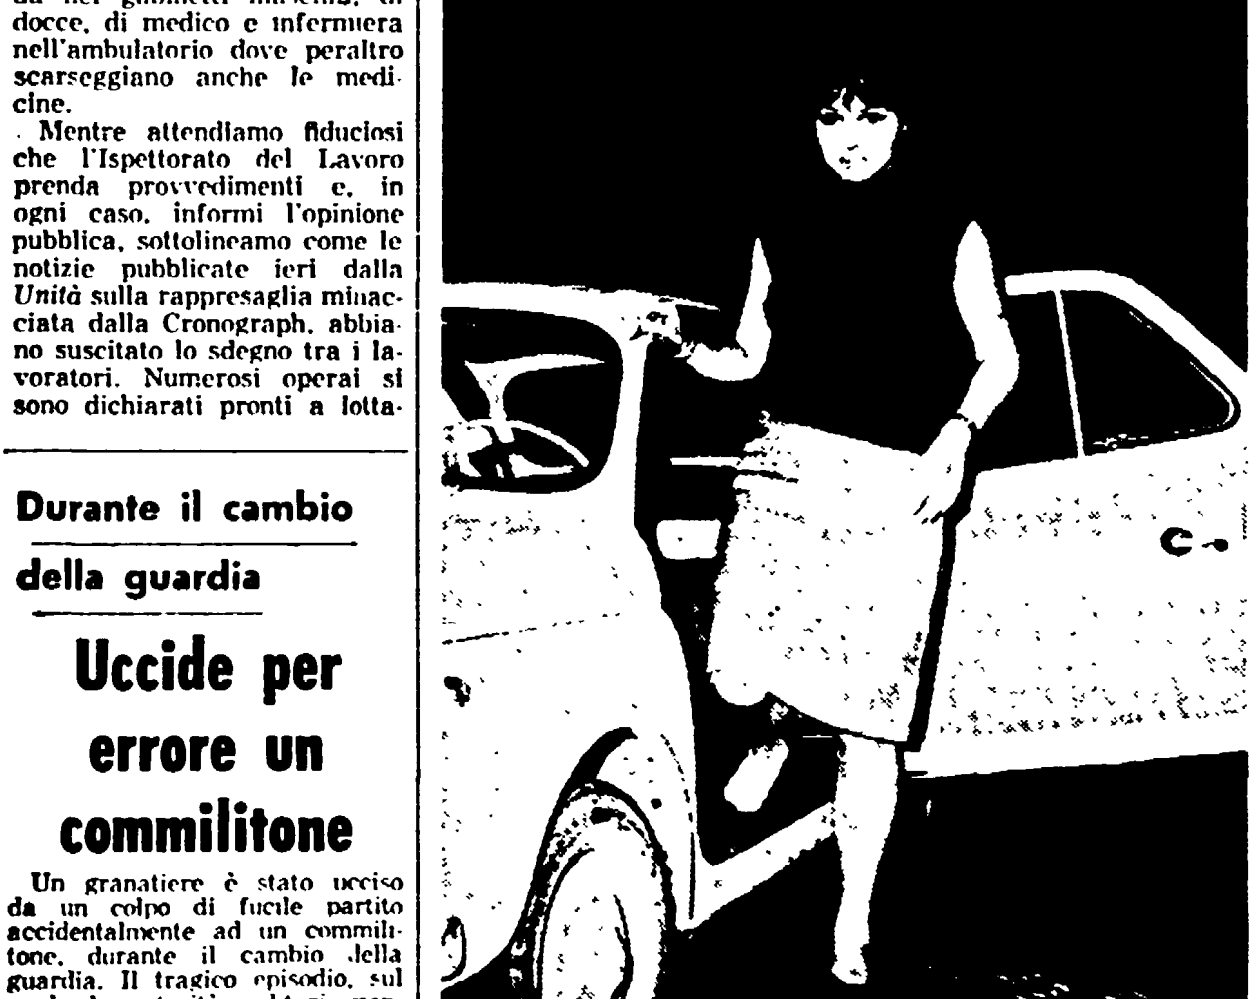 docce, di medico e infermiera
nell'ambulatorio dove peraltro
scarseggiano anche le medi-
cine.
Mentre attendiamo fiduciosi
che l'Ispettorato del Lavoro
prenda provvedimenti e, in
ogni caso, informi l'opinione
pubblica, sottolineamo come le
notizie pubblicate ieri dalla
Unità sulla rappresaglia minac-
ciata dalla Cronograph, abbia-
no suscitato lo sdegno tra i la-
voratori. Numerosi operai si
sono dichiarati pronti a lotta-
Durante il cambio
della guardia
Uccide per
errore un
commilitone
Un granatiere è stato ucciso
da un colpo di fucile partito
accidentalmente ad un commili-
tone, durante il cambio della
guardia. Il tragico episodio, sul